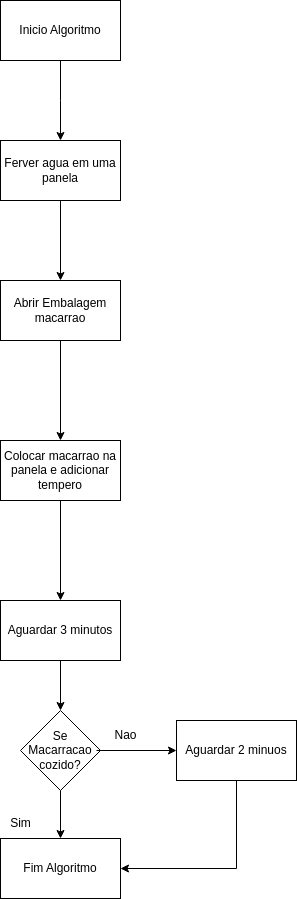 Inicio Algoritmo
Ferver agua em uma
panela
Abrir Embalagem
macarrao
Colocar macarrao na
panela e adicionar
tempero
Aguardar 3 minutos
Se
Macarracao
cozido?
Nao
Aguardar 2 minuos
Sim
Fim Algoritmo